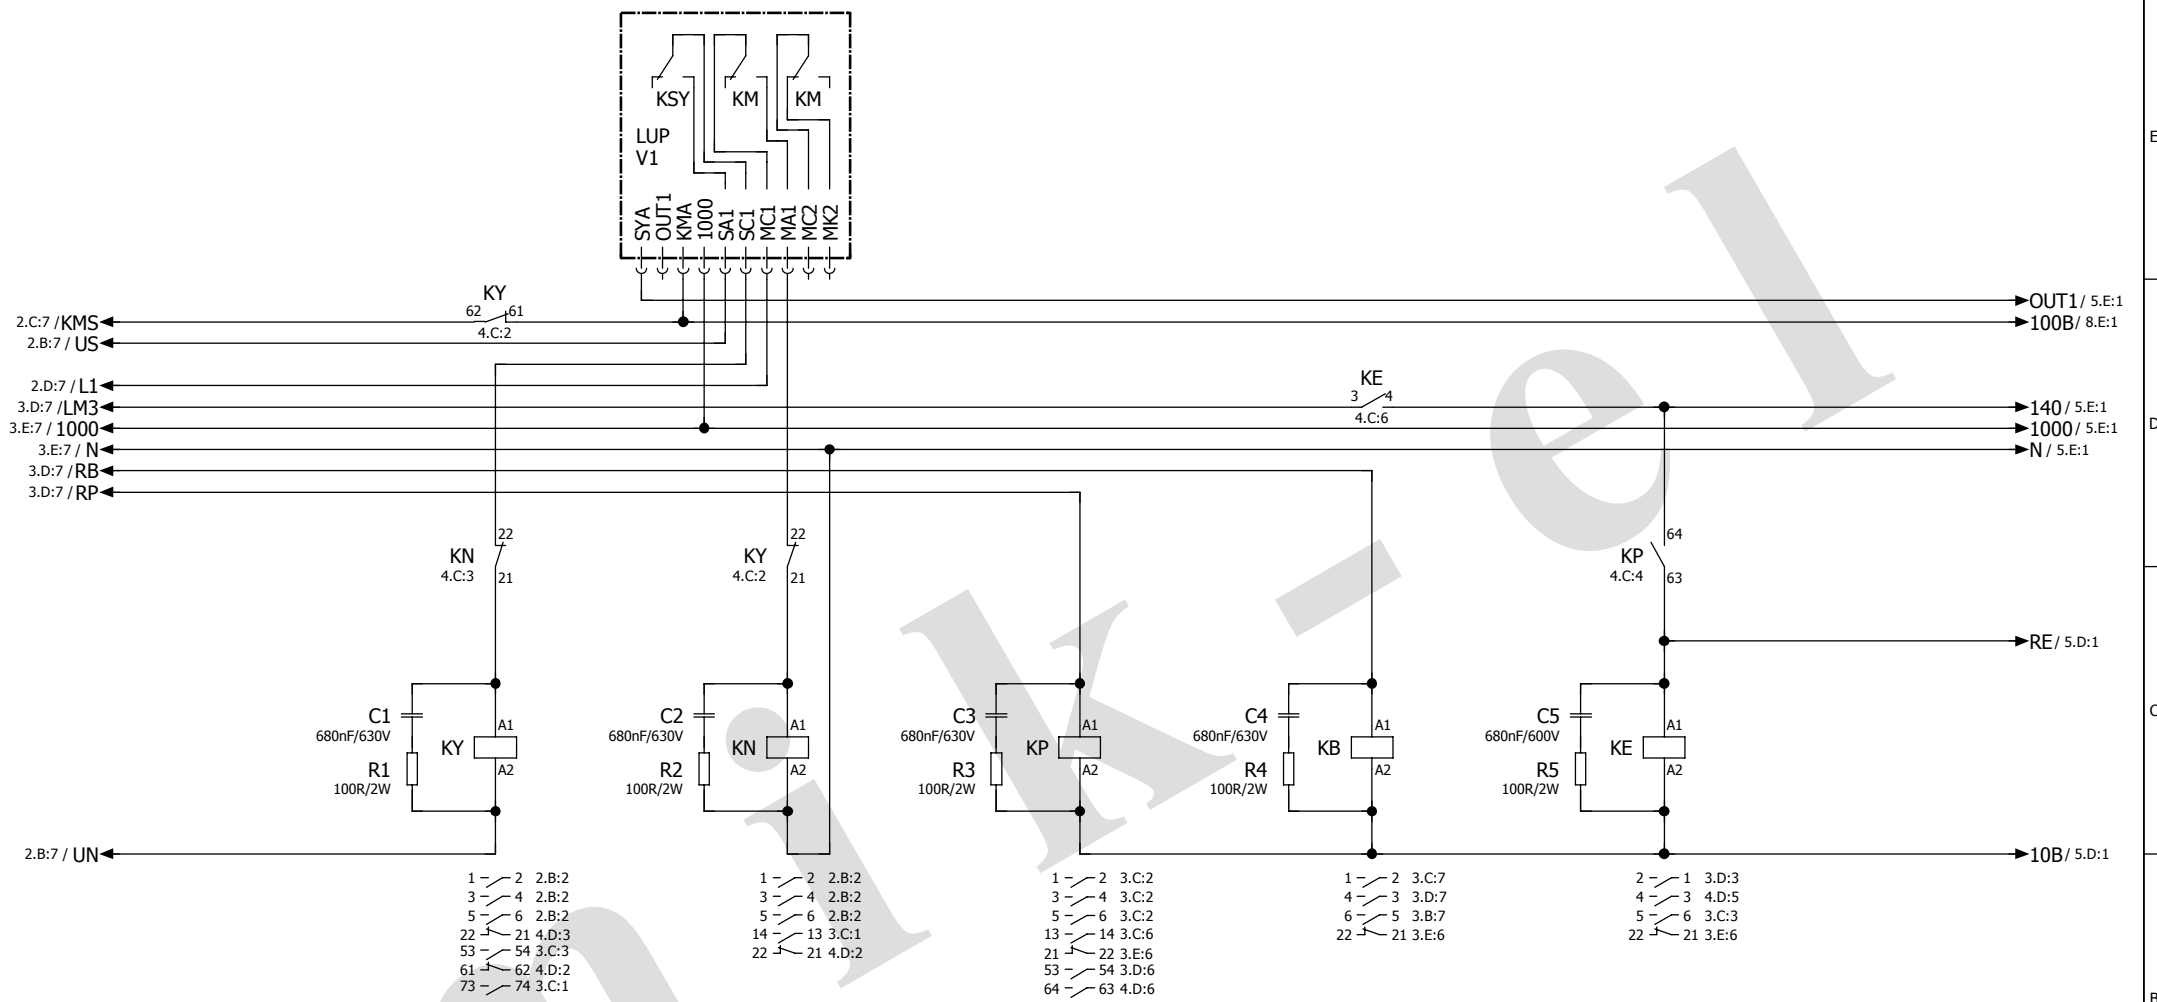 KSY KM KM
LUP
V1
SYA OUT1 KMA 1000 SA1 SC1 MC1 MA1 MC2 MK2
E
KY
62 61
4.C:2
2.C:7 / KMS
2.B:7 / US
2.D:7 / L1
3.D:7 / LM3
3.E:7 / 1000
3.E:7 / N
3.D:7 / RB
3.D:7 / RP
KE
3 4
4.C:6
OUT1 / 5.E:1
100B / 8.E:1
140 / 5.E:1
1000 / 5.E:1
N / 5.E:1
D
22
KN
4.C:3
21
22
KY
4.C:2
21
64
KP
4.C:4
63
RE / 5.D:1
C1
680nF/630V
R1
100R/2W
KY
A1
A2
C2
680nF/630V
R2
100R/2W
KN
A1
A2
C3
680nF/630V
R3
100R/2W
KP
A1
A2
C4
680nF/630V
R4
100R/2W
KB
A1
A2
C5
680nF/600V
R5
100R/2W
KE
A1
A2
C
2.B:7 / UN
10B / 5.D:1
1 2 2.B:2
3 4 2.B:2
5 6 2.B:2
22 21 4.D:3
53 54 3.C:3
61 62 4.D:2
73 74 3.C:1
1 2 2.B:2
3 4 2.B:2
5 6 2.B:2
14 13 3.C:1
22 21 4.D:2
1 2 3.C:2
3 4 3.C:2
5 6 3.C:2
13 14 3.C:6
21 22 3.E:6
53 54 3.D:6
64 63 4.D:6
1 2 3.C:7
4 3 3.D:7
6 5 3.B:7
22 21 3.E:6
2 1 3.D:3
4 3 4.D:5
5 6 3.C:3
22 21 3.E:6
B
nik-el